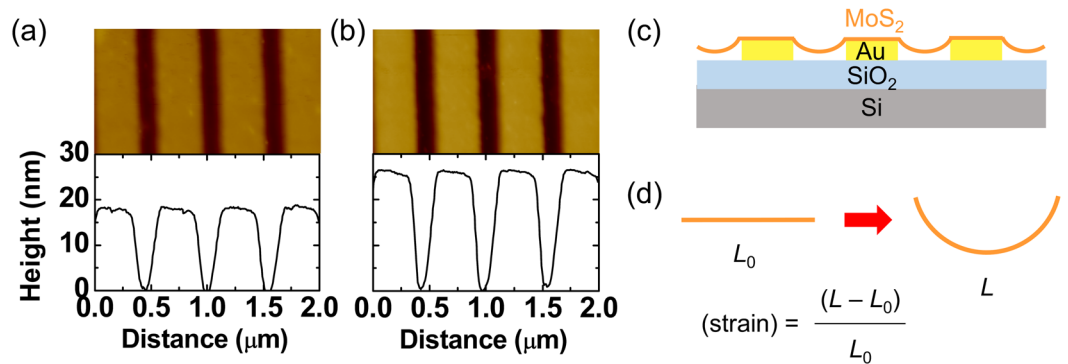 (a)
30
20
10
0
Height (nm)
0.0 0.5 1.0 1.5 2.0
Distance (μm)
(b)
0.0 0.5 1.0 1.5 2.0
Distance (μm)
(c)
MoS₂
Au
SiO₂
Si
(d)
L₀
L
(strain) = (L – L₀)
L₀